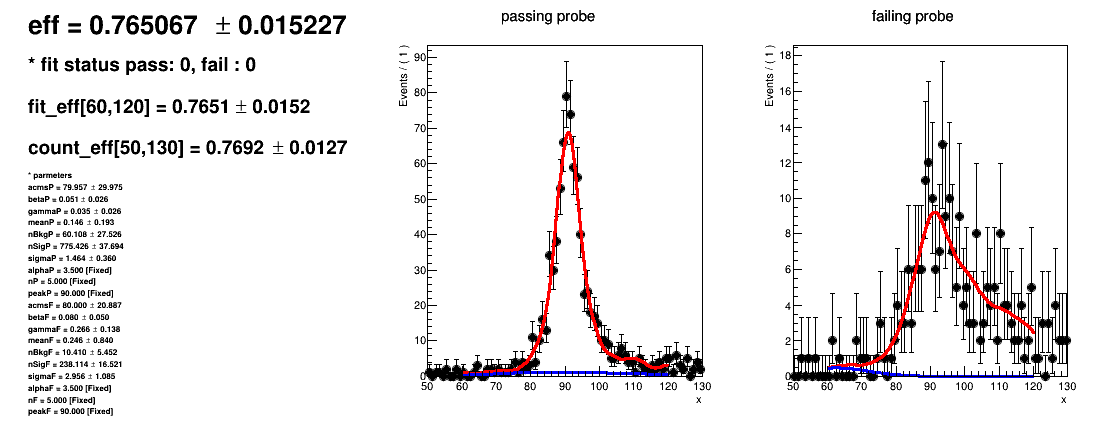 eff = 0.765067 ± 0.015227
* fit status pass: 0, fail : 0
fit_eff[60,120] = 0.7651 ± 0.0152
count_eff[50,130] = 0.7692 ± 0.0127
* parmeters
acmsP = 79.957 ± 29.975
betaP = 0.051 ± 0.026
gammaP = 0.035 ± 0.026
meanP = 0.146 ± 0.193
nBkgP = 60.108 ± 27.526
nSigP = 775.426 ± 37.694
sigmaP = 1.464 ± 0.360
alphaP = 3.500 [Fixed]
nP = 5.000 [Fixed]
peakP = 90.000 [Fixed]
acmsF = 80.000 ± 20.887
betaF = 0.080 ± 0.050
gammaF = 0.266 ± 0.138
meanF = 0.246 ± 0.840
nBkgF = 10.410 ± 5.452
nSigF = 238.114 ± 16.521
sigmaF = 2.956 ± 1.085
alphaF = 3.500 [Fixed]
nF = 5.000 [Fixed]
peakF = 90.000 [Fixed]
passing probe
Events / ( 1 )
90
80
70
60
50
40
30
20
10
0
50 60 70 80 90 100 110 120 130
x
failing probe
Events / ( 1 )
18
16
14
12
10
8
6
4
2
0
50 60 70 80 90 100 110 120 130
x